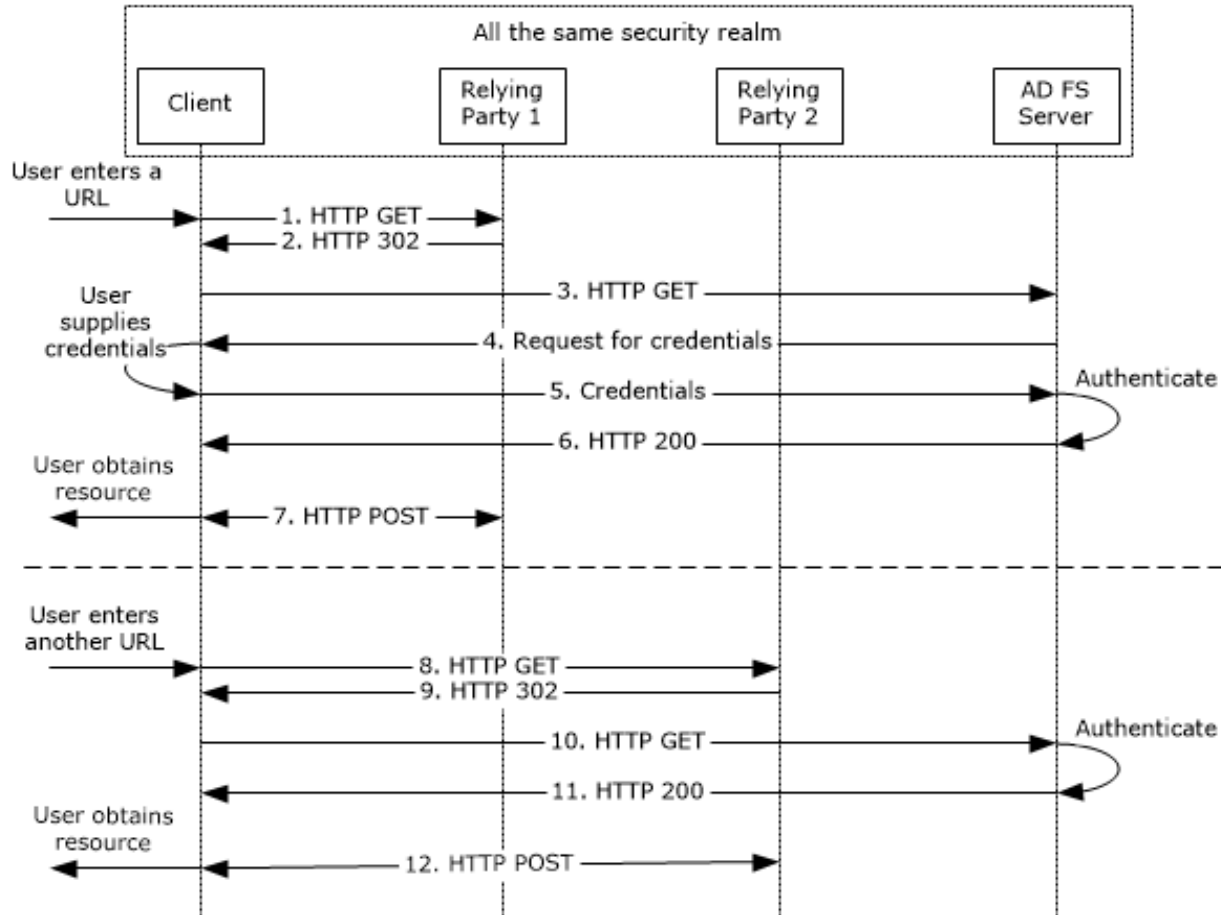 All the same security realm
Client
Relying
Party 1
Relying
Party 2
AD FS
Server
User enters a
URL
1. HTTP GET
2. HTTP 302
3. HTTP GET
User
supplies
credentials
4. Request for credentials
5. Credentials
Authenticate
6. HTTP 200
User obtains
resource
7. HTTP POST
User enters
another URL
8. HTTP GET
9. HTTP 302
10. HTTP GET
Authenticate
11. HTTP 200
User obtains
resource
12. HTTP POST